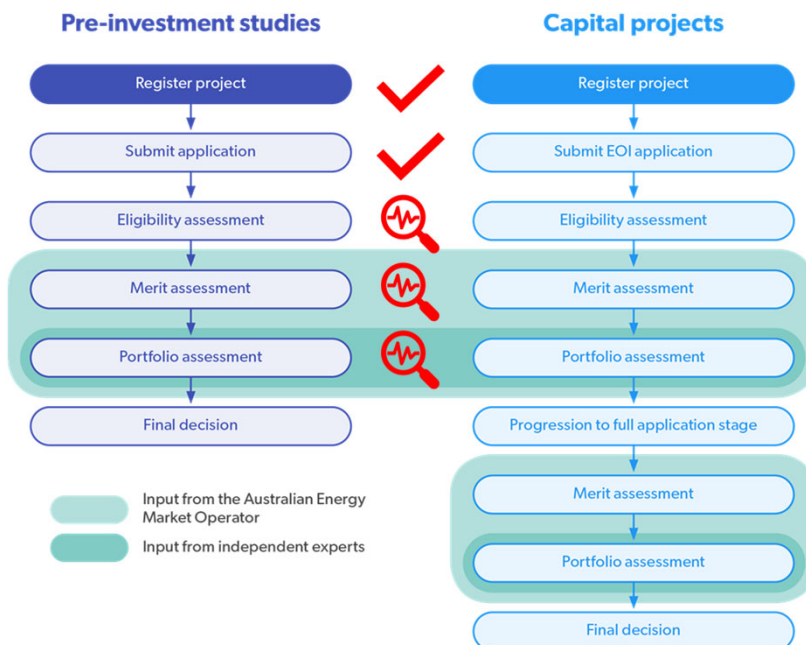 Pre-investment studies
Capital projects
Register project
Register project
Submit application
Submit EOI application
Eligibility assessment
Eligibility assessment
Merit assessment
Merit assessment
Portfolio assessment
Portfolio assessment
Final decision
Progression to full application stage
Input from the Australian Energy
Market Operator
Input from independent experts
Merit assessment
Portfolio assessment
Final decision